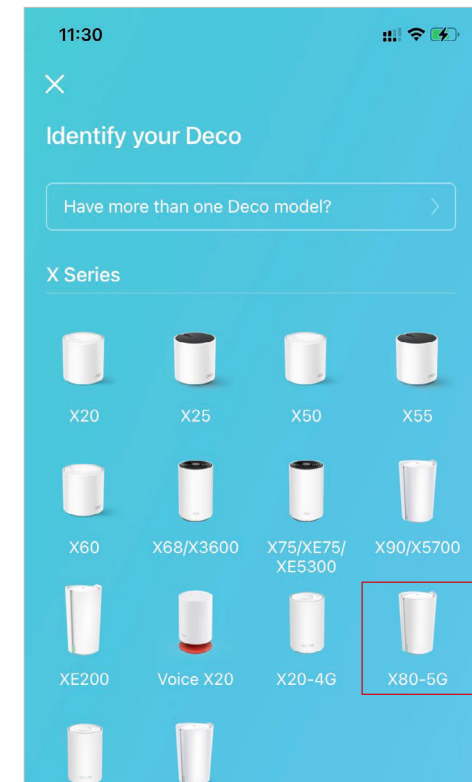 11:30
Identify your Deco
Have more than one Deco model?
X Series
X20 X25 X50 X55
X60 X68/X3600 X75/XE75/ X90/X5700
XE5300
XE200 Voice X20 X20-4G X80-5G